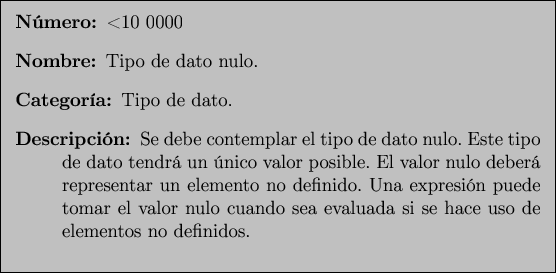 Número: <10 0000
Nombre: Tipo de dato nulo.
Categoría: Tipo de dato.
Descripción: Se debe contemplar el tipo de dato nulo. Este tipo
de dato tendrá un único valor posible. El valor nulo deberá
representar un elemento no definido. Una expresión puede
tomar el valor nulo cuando sea evaluada si se hace uso de
elementos no definidos.